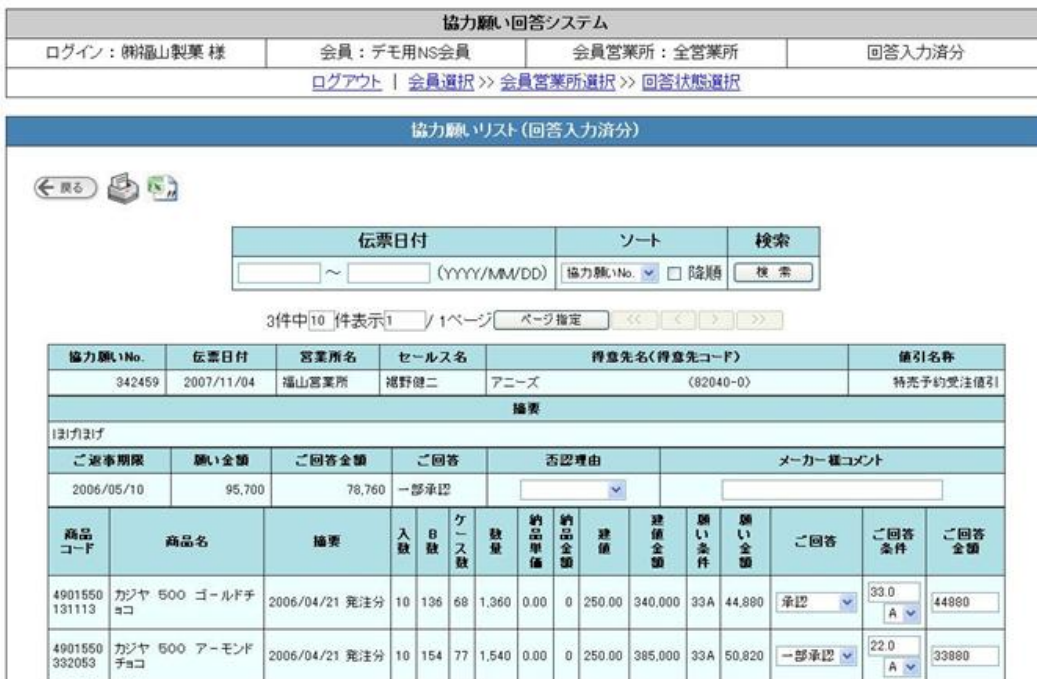 協力願い回答システム
ログイン：㈱福山製菓 様 会員：デモ用NS会員 会員営業所：全営業所 回答入力済分
ログアウト | 会員選択 >> 会員営業所選択 >> 回答状態選択
協力願いリスト(回答入力済分)
戻る
伝票日付 ソート 検索
～ (YYYY/MM/DD) 協力願いNo. 降順 検 索
3件中 10 件表示 1 / 1ページ ページ指定 << < > >>
協力願いNo. 伝票日付 営業所名 セールス名 得意先名(得意先コード) 値引名称
342459 2007/11/04 福山営業所 裾野健二 アニーズ (82040-0) 特売予約受注値引
摘要
ほげほげ
ご返事期限 願い金額 ご回答金額 ご回答 否認理由 メーカー様コメント
2006/05/10 95,700 78,760 一部承認
商品コード 商品名 摘要 入数 B数 ケース数 数量 納品単価 納品金額 建値 建値金額 願い条件 願い金額 ご回答 ご回答条件 ご回答金額
4901550131113 カジヤ 500 ゴールドチョコ 2006/04/21 発注分 10 136 68 1,360 0.00 0 250.00 340,000 33A 44,880 承認 33.0 A 44880
4901550332053 カジヤ 500 アーモンドチョコ 2006/04/21 発注分 10 154 77 1,540 0.00 0 250.00 385,000 33A 50,820 一部承認 22.0 A 33880